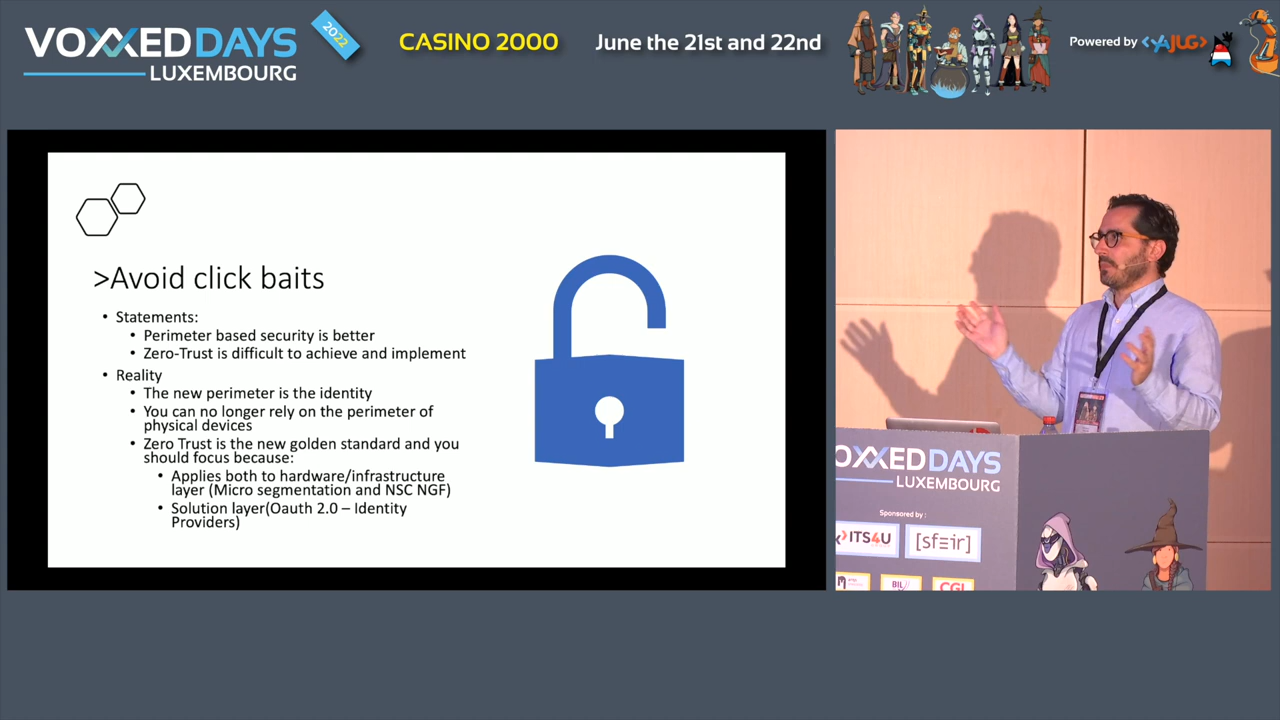 VOXXEDDAYS
LUXEMBOURG
2022
CASINO 2000
June the 21st and 22nd
Powered by <YAJUG>
>Avoid click baits
• Statements:
• Perimeter based security is better
• Zero-Trust is difficult to achieve and implement
• Reality
• The new perimeter is the identity
• You can no longer rely on the perimeter of
physical devices
• Zero Trust is the new golden standard and you
should focus because:
• Applies both to hardware/infrastructure
layer (Micro segmentation and NSC NGF)
• Solution layer(Oauth 2.0 – Identity
Providers)
OXXEDDAYS
LUXEMBOURG
Sponsored by :
ITS4U
[sfeir]
BIL
CGI